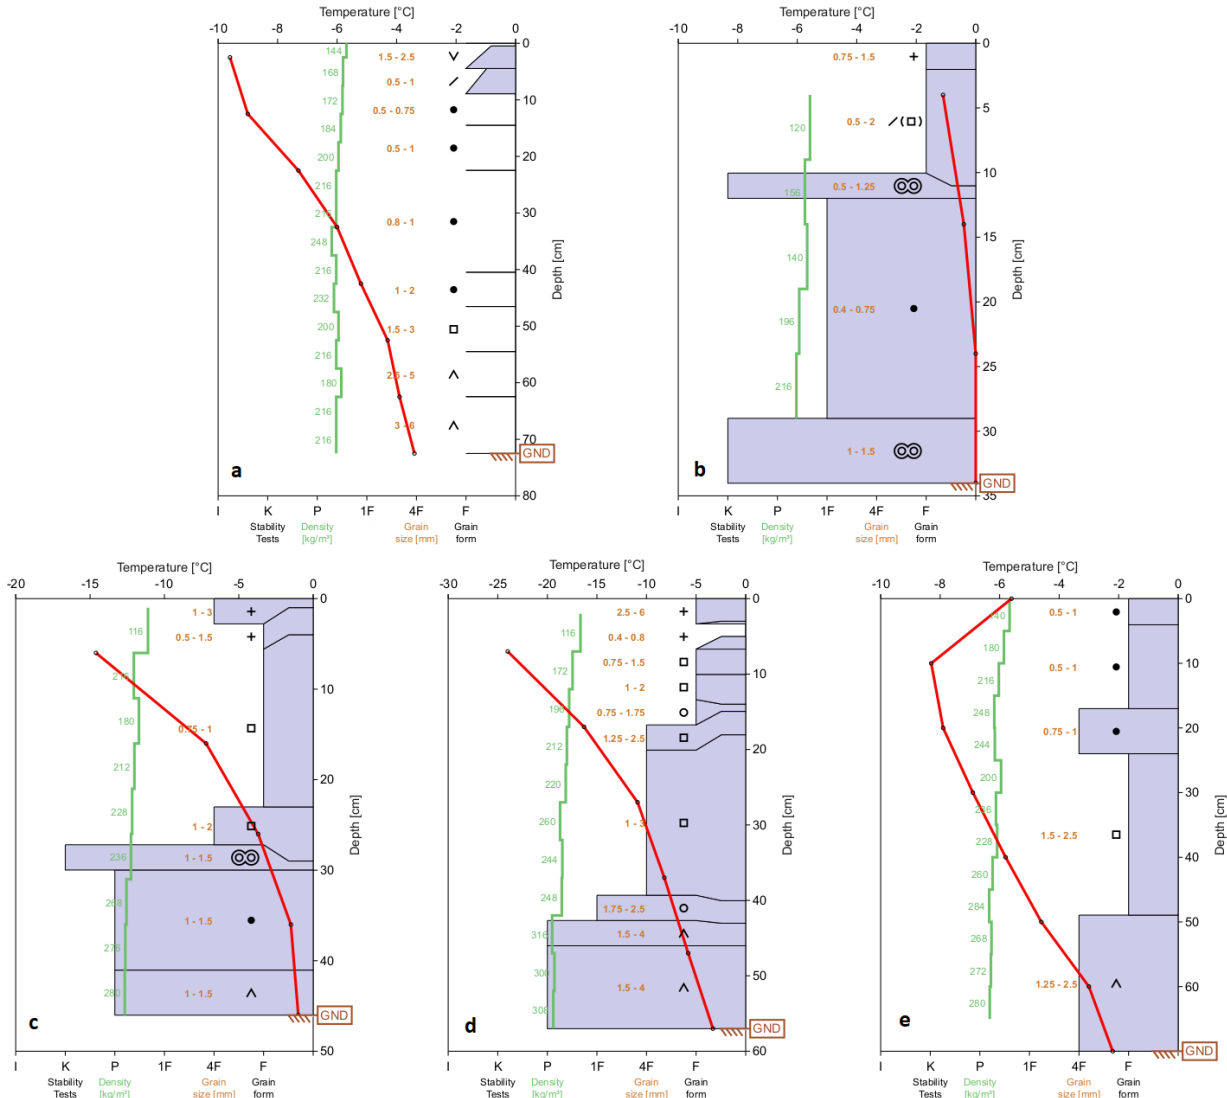 Temperature [°C]
-10 -8 -6 -4 -2 0
144 1.5 - 2.5
168 0.5 - 1
172 0.5 - 0.75
10
184
0.5 - 1
200
20
216
0.8 - 1
30
248
216
40
232 1 - 2
200 1.5 - 3
50
216
180
60
216
70
216
GND
80
Depth [cm]
a
I K P 1F 4F F
Stability Tests
Density [kg/m³]
Grain size [mm]
Grain form
Temperature [°C]
-10 -8 -6 -4 -2 0
0
0.75 - 1.5
5
120 0.5 - 2
10
156 0.5 - 1.25
15
140
20
196 0.4 - 0.75
25
216
30
1 - 1.5
GND
35
Depth [cm]
b
I K P 1F 4F F
Stability Tests
Density [kg/m³]
Grain size [mm]
Grain form
Temperature [°C]
-20 -15 -10 -5 0
0
1 - 3
116 0.5 - 1.5
10
180 0.75 - 1
212
20
228
1 - 2
236 1 - 1.5
30
268
1 - 1.5
276
40
280 1 - 1.5
GND
50
Depth [cm]
c
I K P 1F 4F F
Stability Tests
Density [kg/m³]
Grain size [mm]
Grain form
Temperature [°C]
-30 -25 -20 -15 -10 -5 0
0
2.5 - 6
116 0.4 - 0.8
172 0.75 - 1.5
10
1 - 2
196 0.75 - 1.75
212 1.25 - 2.5
20
220
260 1 - 3
30
244
248
40
1.75 - 2.5
316 1.5 - 4
300
50
1.5 - 4
308
GND
60
Depth [cm]
d
I K P 1F 4F F
Stability Tests
Density [kg/m³]
Grain size [mm]
Grain form
Temperature [°C]
-10 -8 -6 -4 -2 0
0
140 0.5 - 1
180
10
0.5 - 1
216
248
20
0.75 - 1
244
200
30
228 1.5 - 2.5
40
260
284
50
268
272
60
1.25 - 2.5
280
GND
Depth [cm]
e
I K P 1F 4F F
Stability Tests
Density [kg/m³]
Grain size [mm]
Grain form